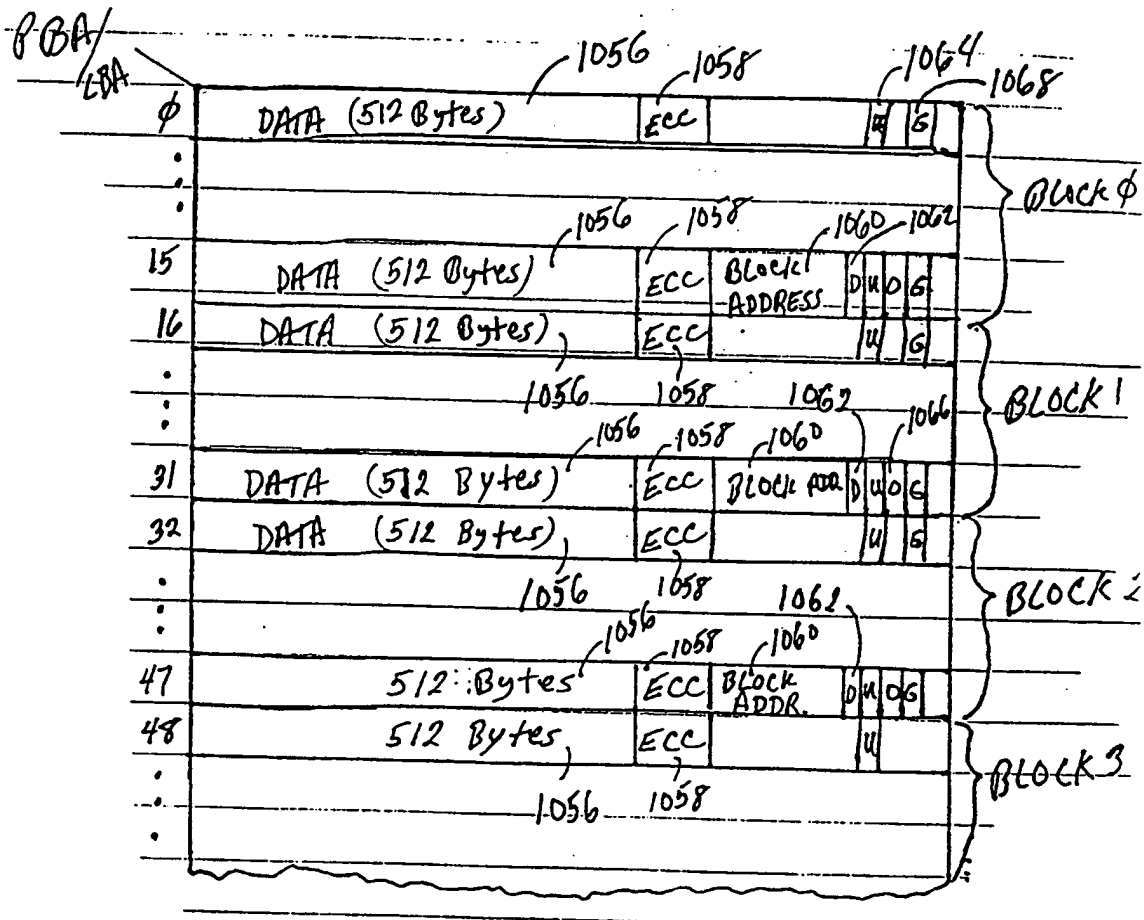 PBA/
LBA
1056 1058 1064 1068
φ DATA (512 Bytes) ECC U G
BLOCK φ
1056 1058 1060 1062
15 DATA (512 Bytes) ECC BLOCK ADDRESS D U O G
16 DATA (512 Bytes) ECC U G
1056 1058 1062 1066
BLOCK 1
1056 1058 1060
31 DATA (512 Bytes) ECC BLOCK ADDR D U O G
32 DATA (512 Bytes) ECC U G
1056 1058 1062
BLOCK 2
1056 1058 1060
47 512 Bytes ECC BLOCK ADDR. D U O G
48 512 Bytes ECC U
BLOCK 3
1056 1058